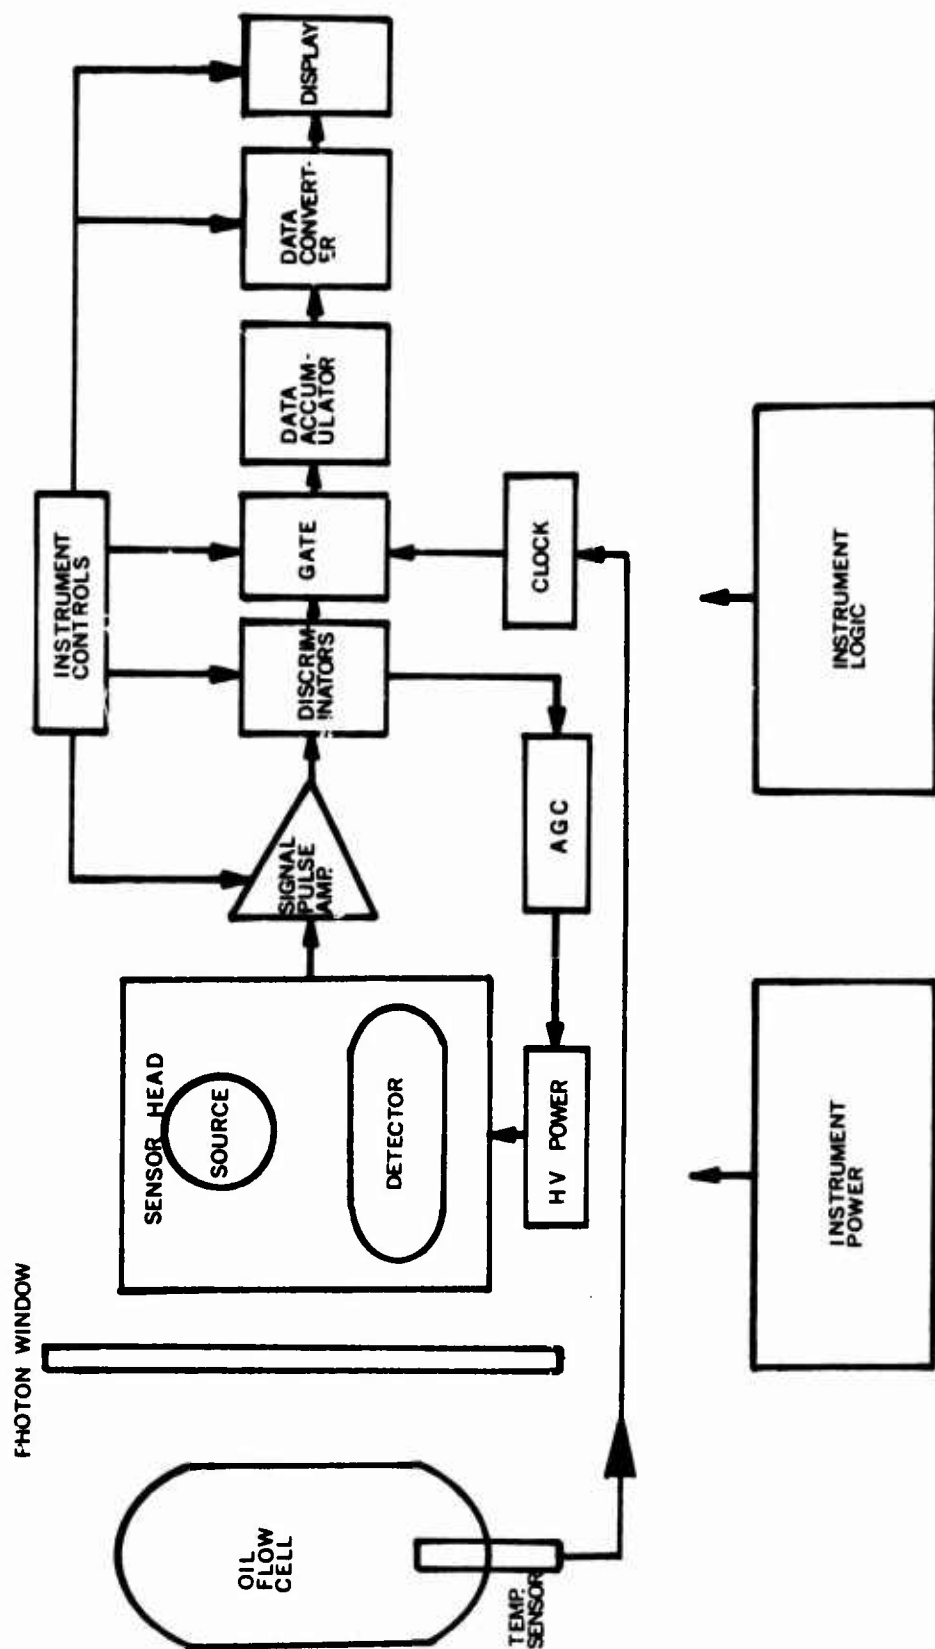 PHOTON WINDOW
OIL
FLOW
CELL
TEMP.
SENSOR
SENSOR HEAD
SOURCE
DETECTOR
HV POWER
SIGNAL
PULSE
AMP.
AGC
INSTRUMENT
CONTROLS
DISCRIM
INATORS
GATE
CLOCK
DATA
ACCUM-
ULATOR
DATA
CONVERT-
ER
DISPLAY
INSTRUMENT
POWER
INSTRUMENT
LOGIC